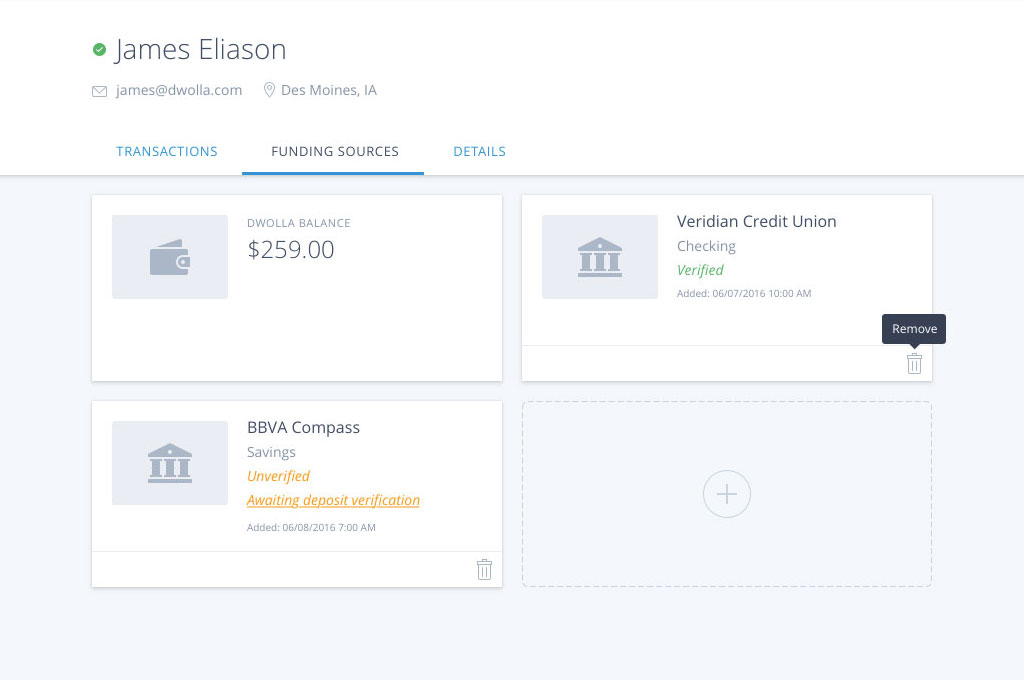 James Eliason
james@dwolla.com
Des Moines, IA
TRANSACTIONS
FUNDING SOURCES
DETAILS
DWOLLA BALANCE
$259.00
Veridian Credit Union
Checking
Verified
Added: 06/07/2016 10:00 AM
Remove
BBVA Compass
Savings
Unverified
Awaiting deposit verification
Added: 06/08/2016 7:00 AM